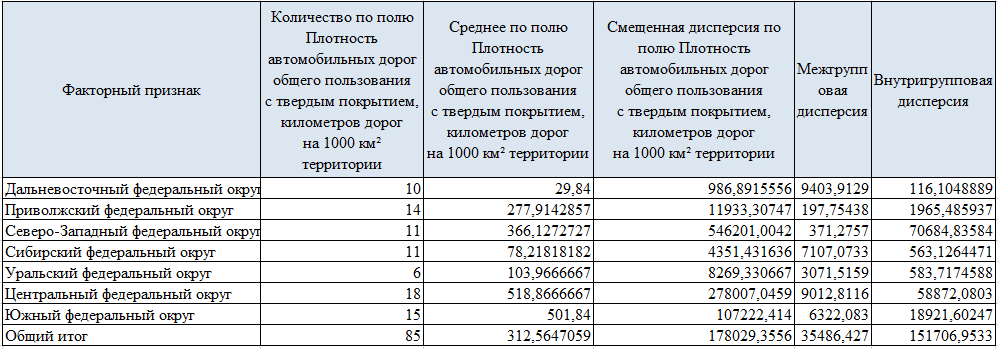 Факторный признак
Количество по полю
Плотность
автомобильных дорог
общего пользования
с твердым покрытием,
километров дорог
на 1000 км²
территории
Среднее по полю
Плотность
автомобильных дорог
общего пользования
с твердым покрытием,
километров дорог
на 1000 км² территории
Смещенная дисперсия по
полю Плотность
автомобильных дорог
общего пользования
с твердым покрытием,
километров дорог
на 1000 км² территории
Межгрупп
овая
дисперсия
Внутригрупповая
дисперсия
Дальневосточный федеральный округ 10 29,84 986,8915556 9403,9129 116,1048889
Приволжский федеральный округ 14 277,9142857 11933,30747 197,75438 1965,485937
Северо-Западный федеральный округ 11 366,1272727 546201,0042 371,2757 70684,83584
Сибирский федеральный округ 11 78,21818182 4351,431636 7107,0733 563,1264471
Уральский федеральный округ 6 103,9666667 8269,330667 3071,5159 583,7174588
Центральный федеральный округ 18 518,8666667 278007,0459 9012,8116 58872,0803
Южный федеральный округ 15 501,84 107222,414 6322,083 18921,60247
Общий итог 85 312,5647059 178029,3556 35486,427 151706,9533